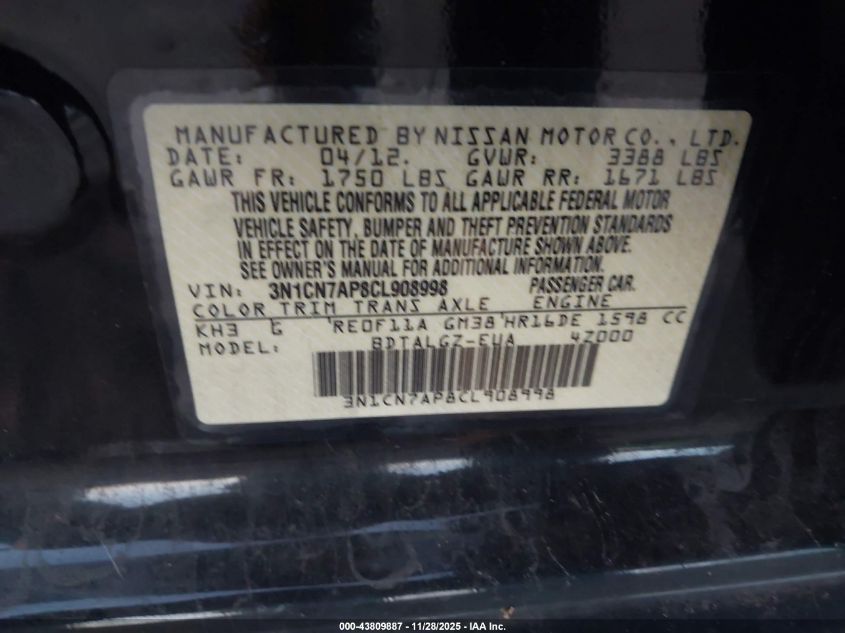 MANUFACTURED BY NISSAN MOTOR CO., LTD.
DATE: 04/12. GVWR: 3388 LBS
GAWR FR: 1750 LBS GAWR RR: 1671 LBS
THIS VEHICLE CONFORMS TO ALL APPLICABLE FEDERAL MOTOR
VEHICLE SAFETY, BUMPER AND THEFT PREVENTION STANDARDS
IN EFFECT ON THE DATE OF MANUFACTURE SHOWN ABOVE.
SEE OWNER'S MANUAL FOR ADDITIONAL INFORMATION.
VIN: 3N1CN7AP8CL908998 PASSENGER CAR.
COLOR TRIM TRANS AXLE ENGINE
KH3 G RE0F11A GM38 HR16DE 1598 CC
MODEL: BDTALGZ-EUA 4Z000
3N1CN7AP8CL908998
000-43809887 - 11/28/2025 - IAA Inc.